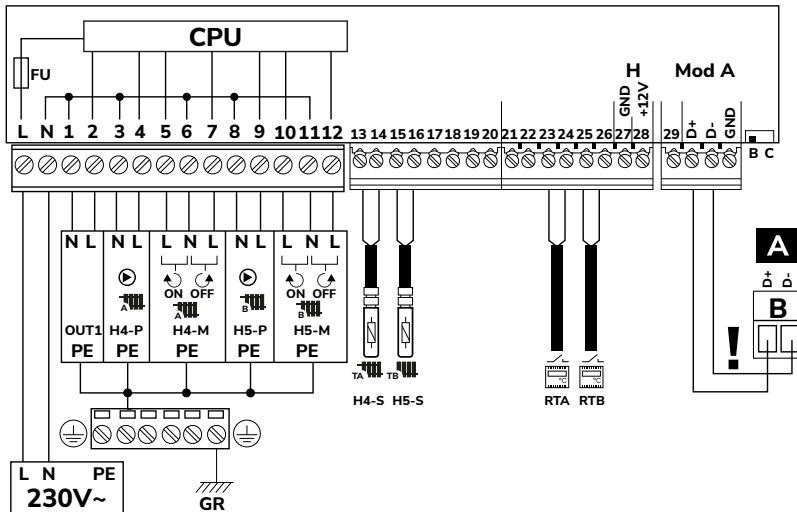 CPU
FU
H Mod A
GND
+12V
D+
D-
GND
L N 1 2 3 4 5 6 7 8 9 10 11 12 13 14 15 16 17 18 19 20 21 22 23 24 25 26 27 28 29
B C
N L N L L N L N L L N L
ON OFF ON OFF
A A B B
OUT1 H4-P H4-M H5-P H5-M
PE PE PE PE PE
TA TB
H4-S H5-S
°C °C
RTA RTB
A
D+
D-
B
!
L N PE
230V~
GR